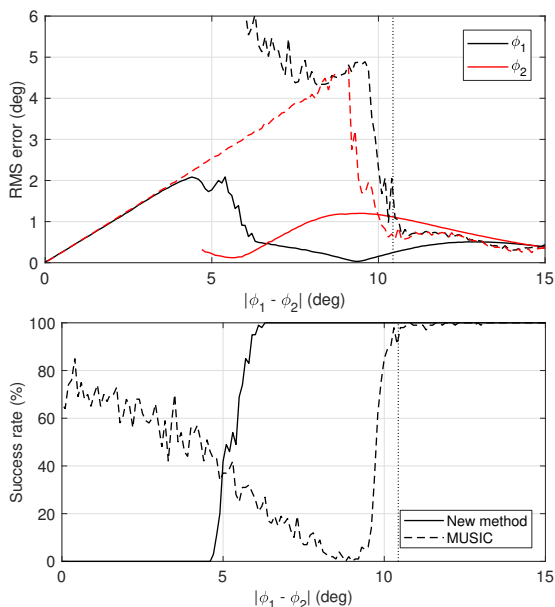 6
5
4
3
2
1
0
RMS error (deg)
ϕ1
ϕ2
0 5 10 15
|ϕ1 - ϕ2| (deg)
100
80
60
40
20
0
Success rate (%)
New method
MUSIC
0 5 10 15
|ϕ1 - ϕ2| (deg)